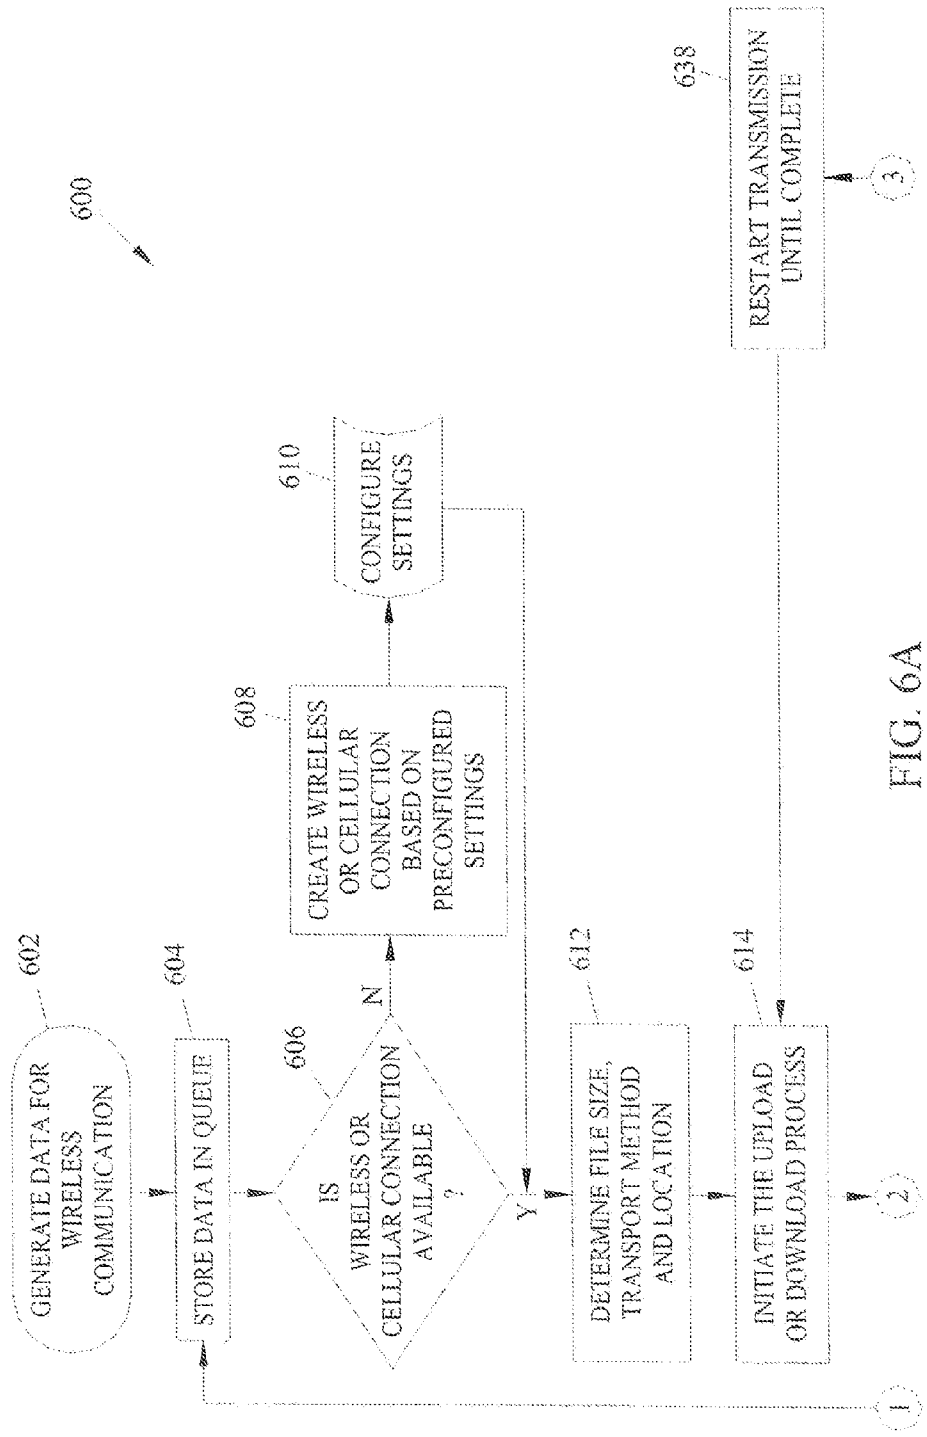 600
602
GENERATE DATA FOR
WIRELESS
COMMUNICATION
604
STORE DATA IN QUEUE
606
IS
WIRELESS OR
CELLULAR CONNECTION
AVAILABLE
?
N
608
CREATE WIRELESS
OR CELLULAR
CONNECTION
BASED ON
PRECONFIGURED
SETTINGS
610
CONFIGURE
SETTINGS
Y
612
DETERMINE FILE SIZE,
TRANSPORT METHOD
AND LOCATION
614
INITIATE THE UPLOAD
OR DOWNLOAD PROCESS
638
RESTART TRANSMISSION
UNTIL COMPLETE
1
2
3
FIG. 6A